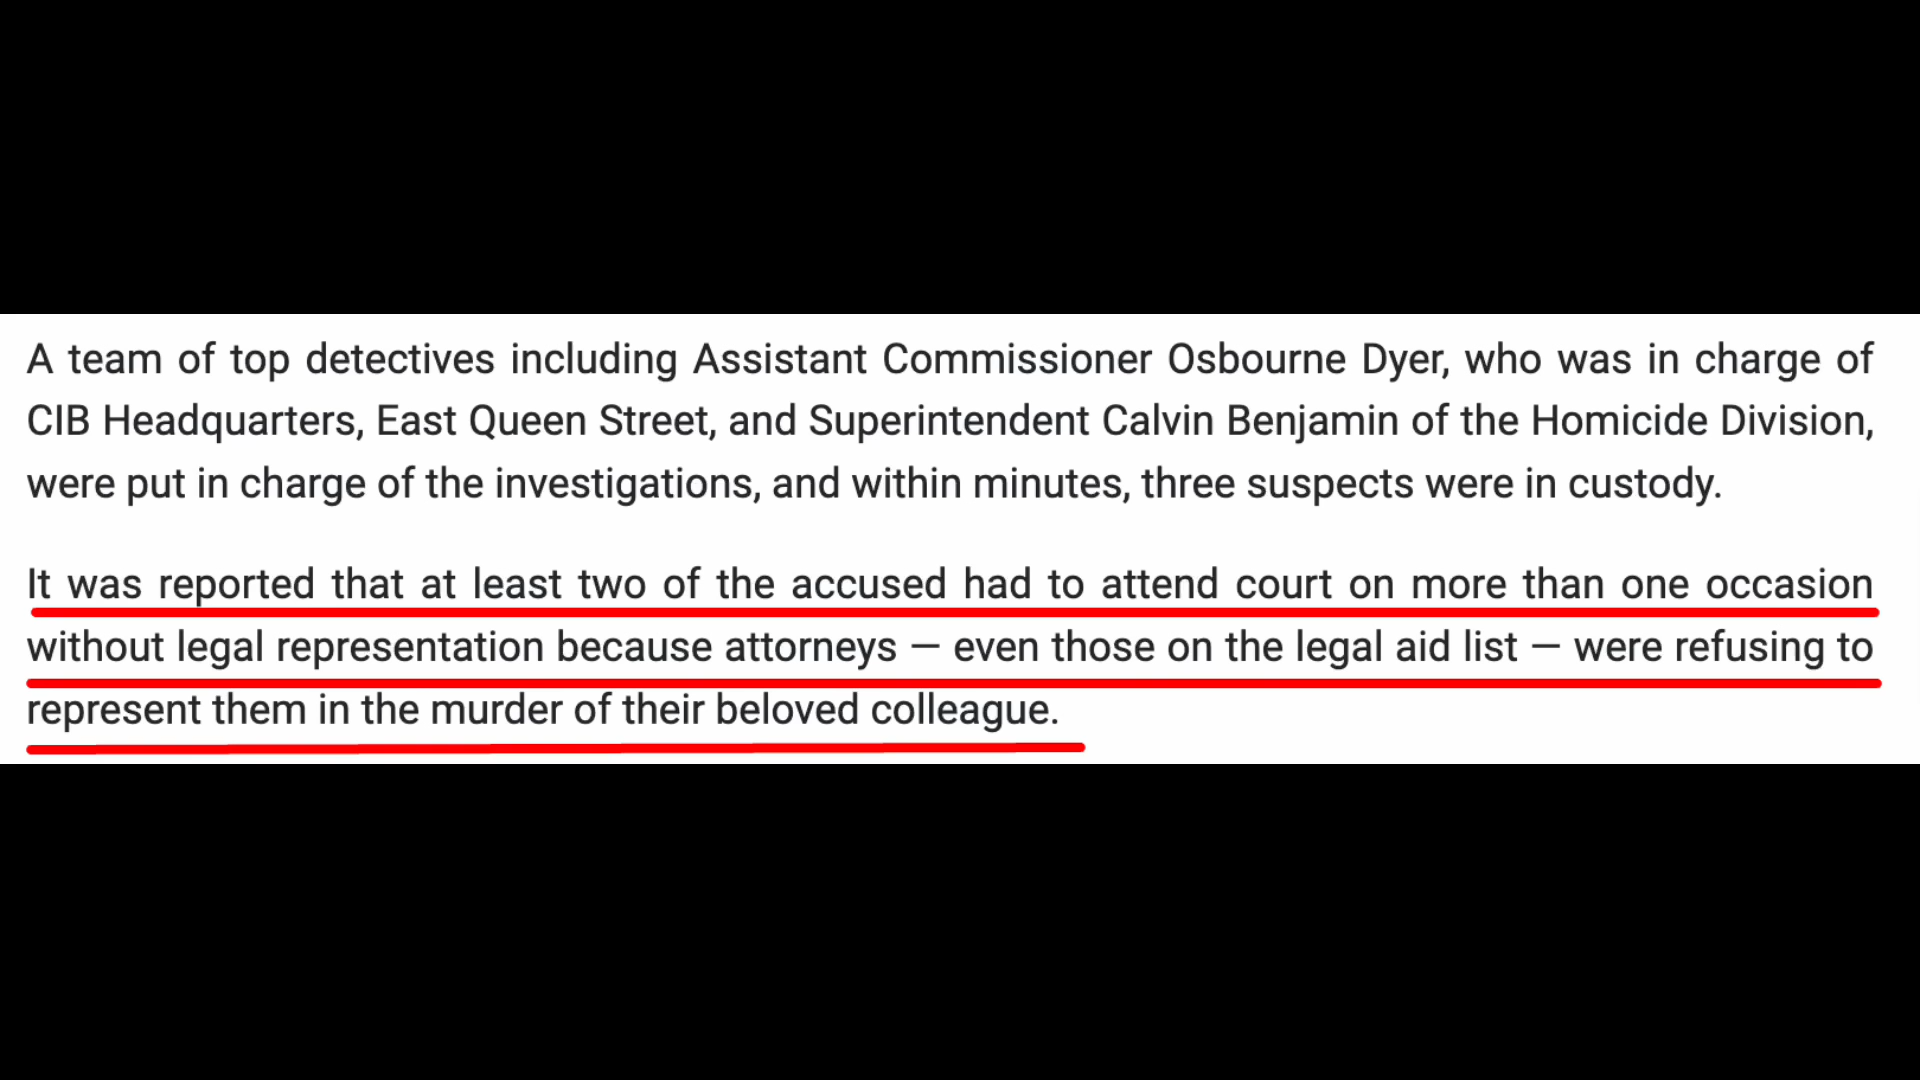 A team of top detectives including Assistant Commissioner Osbourne Dyer, who was in charge of
CIB Headquarters, East Queen Street, and Superintendent Calvin Benjamin of the Homicide Division,
were put in charge of the investigations, and within minutes, three suspects were in custody.
It was reported that at least two of the accused had to attend court on more than one occasion
without legal representation because attorneys — even those on the legal aid list — were refusing to
represent them in the murder of their beloved colleague.